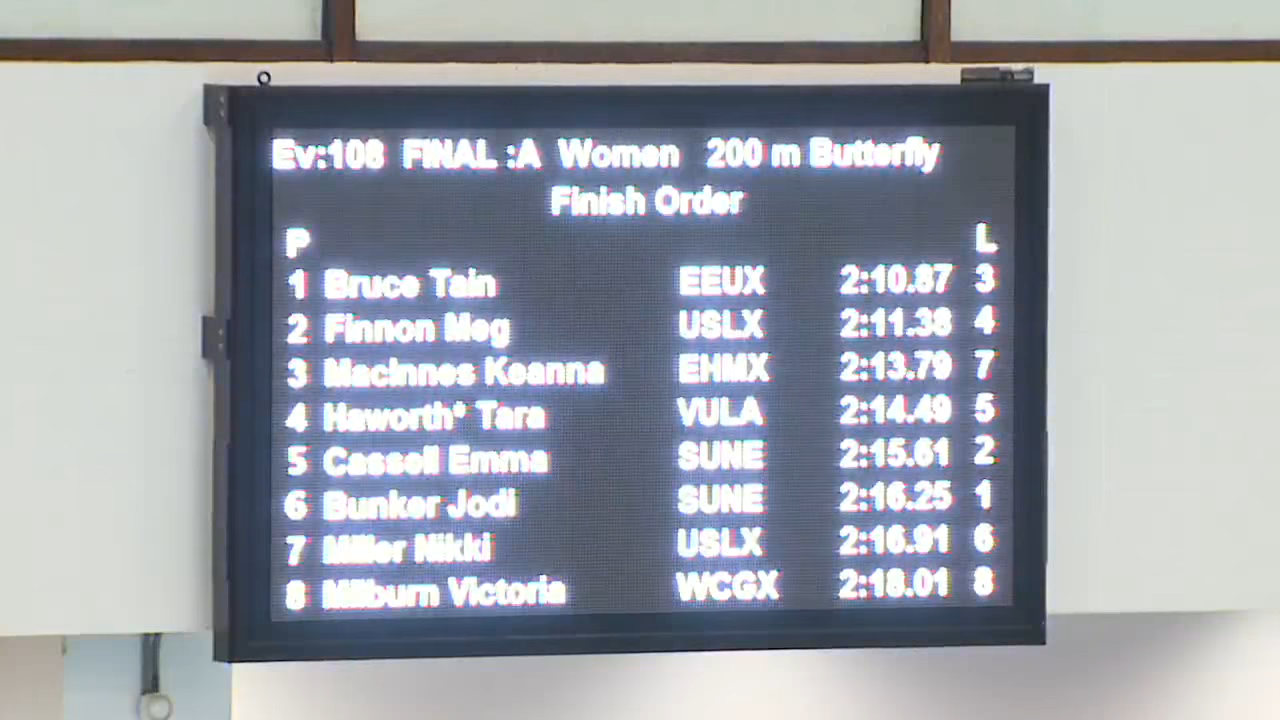 Ev:108 FINAL :A Women 200 m Butterfly
Finish Order
P L
1 Bruce Tain EEUX 2:10.87 3
2 Finnon Meg USLX 2:11.38 4
3 MacInnes Keanna EHMX 2:13.79 7
4 Haworth* Tara VULA 2:14.49 5
5 Cassell Emma SUNE 2:15.61 2
6 Bunker Jodi SUNE 2:16.25 1
7 Miller Nikki USLX 2:16.91 6
8 Milburn Victoria WCGX 2:18.01 8